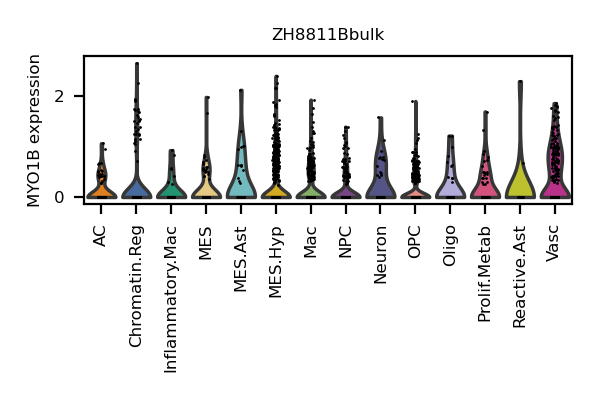 ZH8811Bbulk
MYO1B expression
2
0
AC
Chromatin.Reg
Inflammatory.Mac
MES
MES.Ast
MES.Hyp
Mac
NPC
Neuron
OPC
Oligo
Prolif.Metab
Reactive.Ast
Vasc